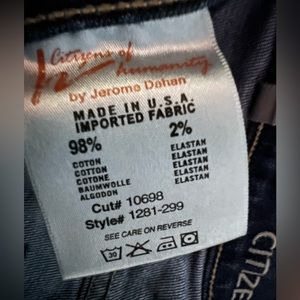 Citizens of
humanity
by Jerome Dahan
MADE IN U.S.A.
IMPORTED FABRIC
98% 2%
COTON ELASTAN
COTTON ELASTAN
COTONE ELASTAN
BAUMWOLLE ELASTAN
ALGODON ELASTAN
Cut# 10698
Style# 1281-299
SEE CARE ON REVERSE
30
CITIZE